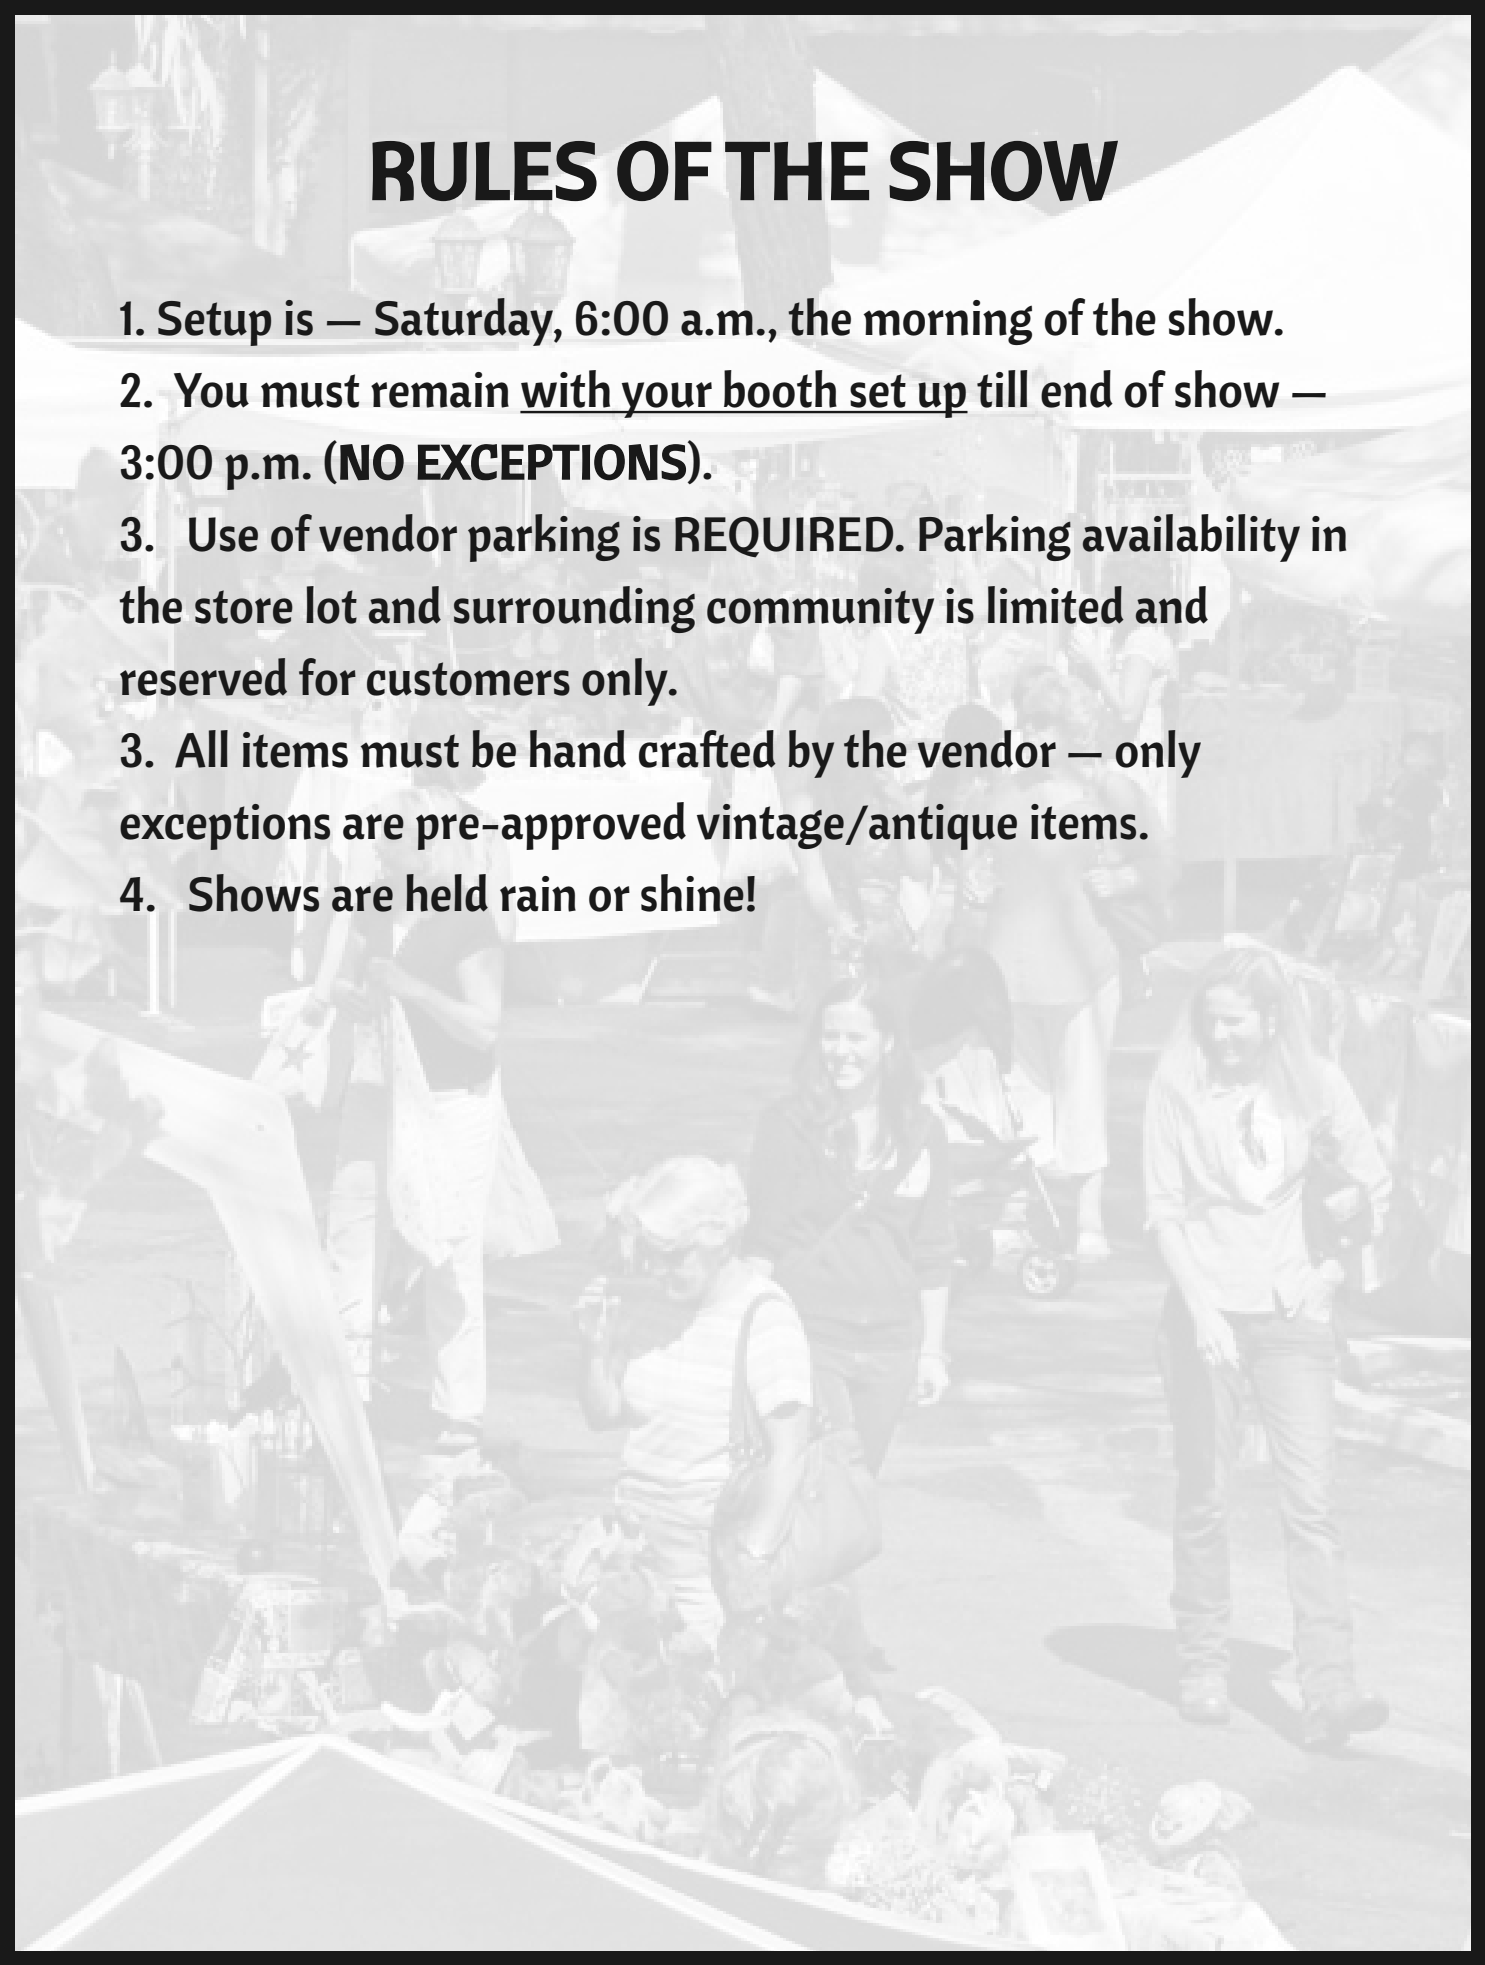 RULES OF THE SHOW
1. Setup is — Saturday, 6:00 a.m., the morning of the show.
2.  You must remain with your booth set up till end of show —
3:00 p.m. (NO EXCEPTIONS).
3.   Use of vendor parking is REQUIRED. Parking availability in
the store lot and surrounding community is limited and
reserved for customers only.
3.  All items must be hand crafted by the vendor — only
exceptions are pre-approved vintage/antique items.
4.   Shows are held rain or shine!